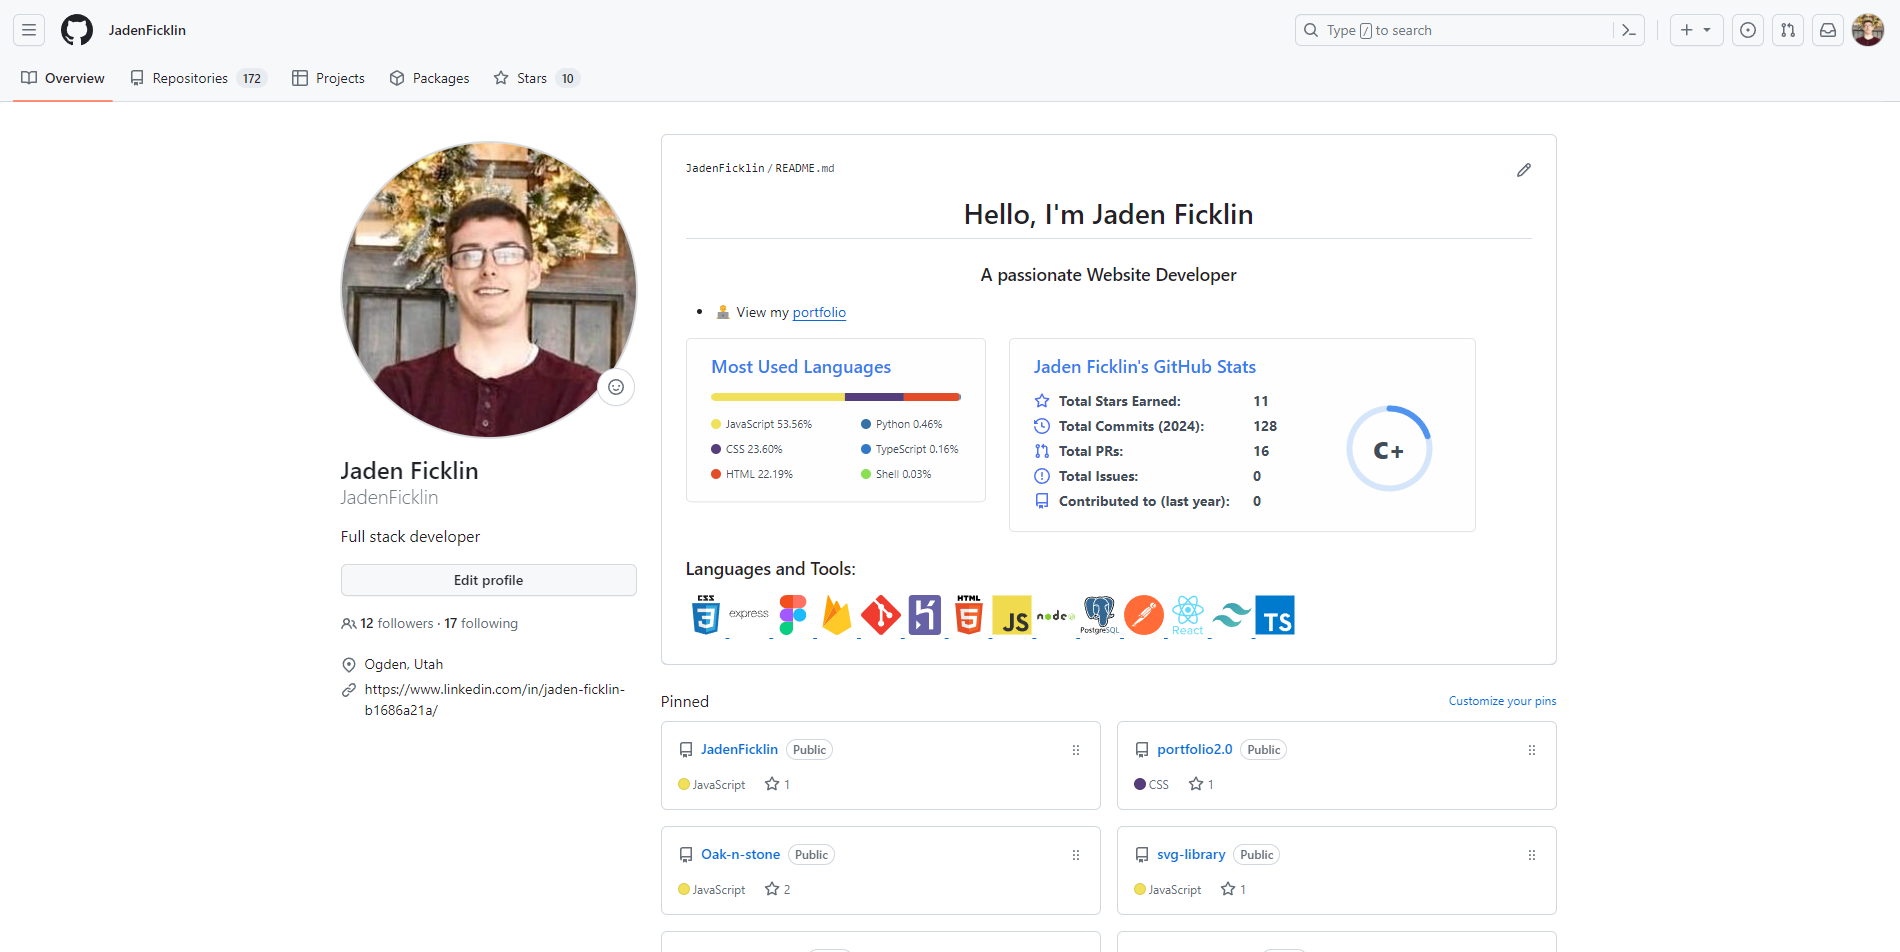 JadenFicklin
Type / to search
Overview
Repositories 172
Projects
Packages
Stars 10
Jaden Ficklin
JadenFicklin
Full stack developer
Edit profile
12 followers · 17 following
Ogden, Utah
https://www.linkedin.com/in/jaden-ficklin-
b1686a21a/
JadenFicklin / README.md
Hello, I'm Jaden Ficklin
A passionate Website Developer
View my portfolio
Most Used Languages
JavaScript 53.56%
CSS 23.60%
HTML 22.19%
Python 0.46%
TypeScript 0.16%
Shell 0.03%
Jaden Ficklin's GitHub Stats
Total Stars Earned: 11
Total Commits (2024): 128
Total PRs: 16
Total Issues: 0
Contributed to (last year): 0
C+
Languages and Tools:
CSS
3
express
HTML
5
JS
node
PostgreSQL
React
TS
Pinned
Customize your pins
JadenFicklin Public
JavaScript 1
portfolio2.0 Public
CSS 1
Oak-n-stone Public
JavaScript 2
svg-library Public
JavaScript 1